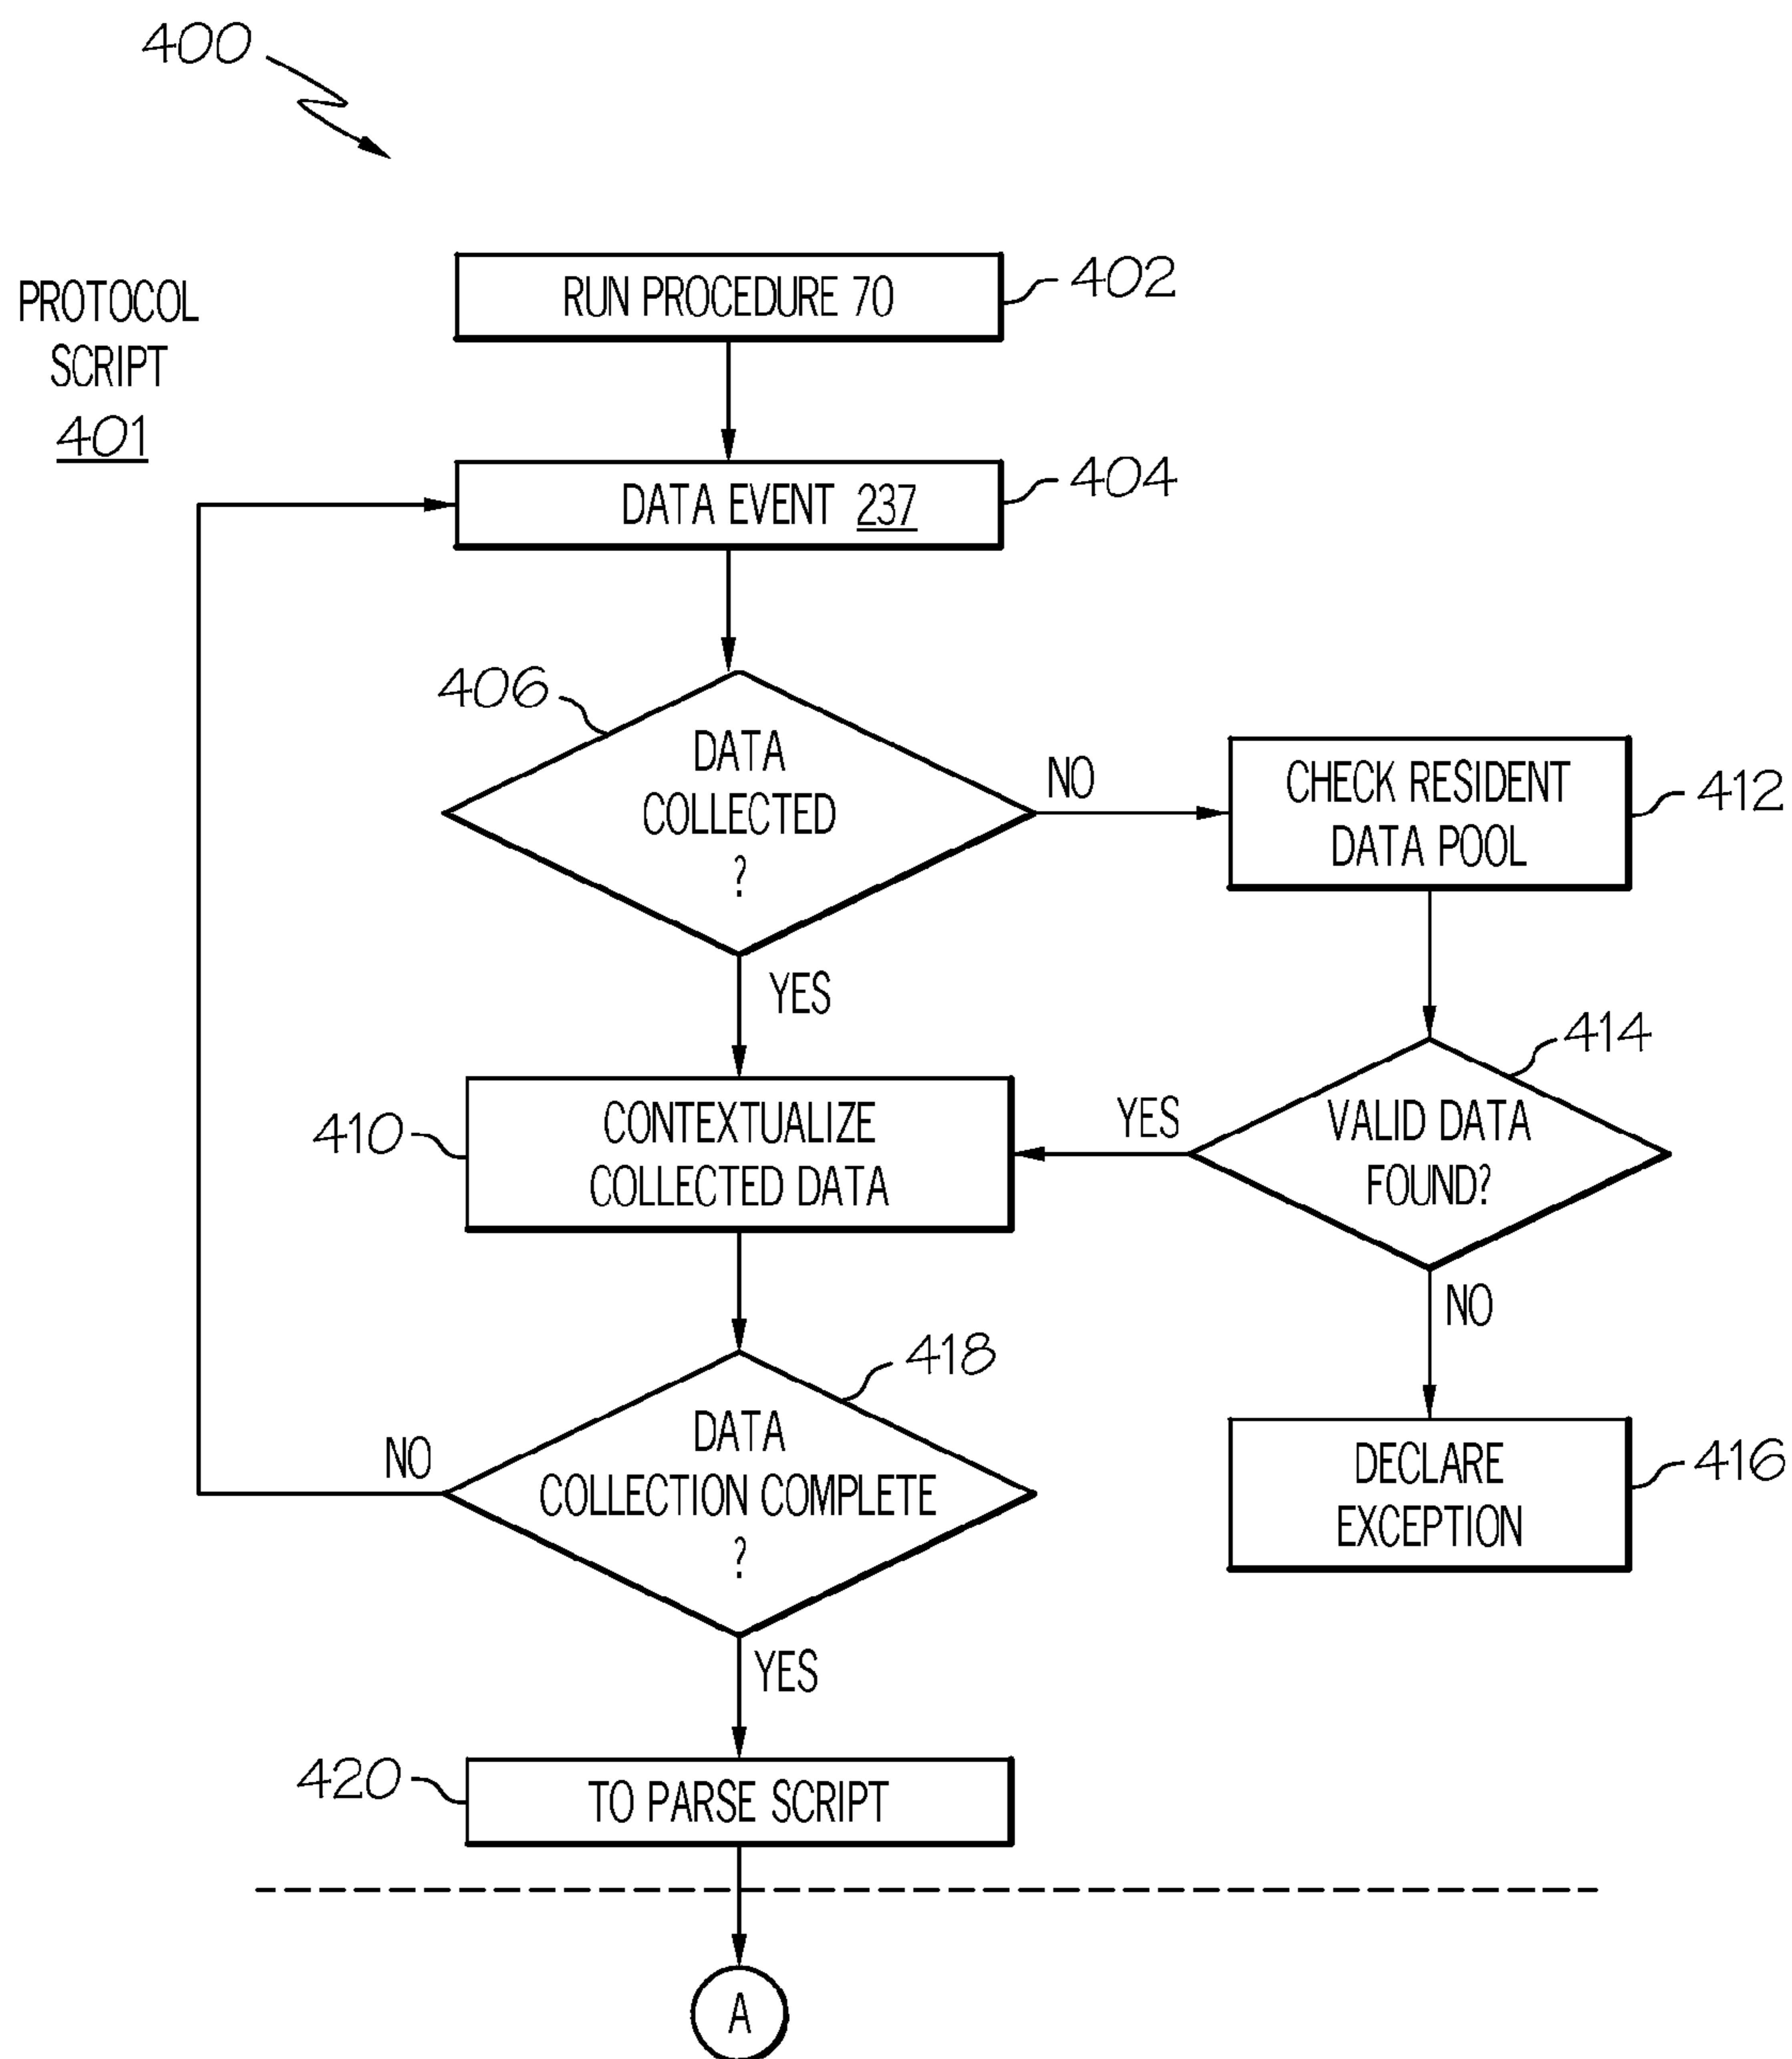 400
PROTOCOL
SCRIPT
401
RUN PROCEDURE 70
402
DATA EVENT 237
404
406
DATA
COLLECTED
?
NO
YES
CHECK RESIDENT
DATA POOL
412
414
VALID DATA
FOUND?
YES
NO
410
CONTEXTUALIZE
COLLECTED DATA
DECLARE
EXCEPTION
416
418
DATA
COLLECTION COMPLETE
?
NO
YES
420
TO PARSE SCRIPT
A